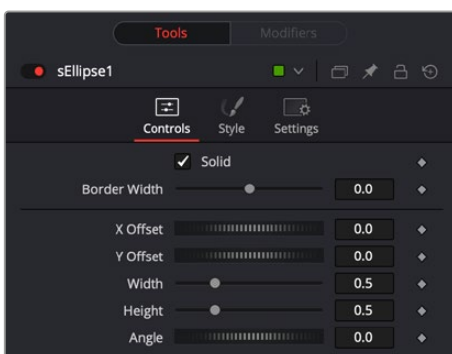 Tools Modifiers
sEllipse1
Controls Style Settings
Solid
Border Width 0.0
X Offset 0.0
Y Offset 0.0
Width 0.5
Height 0.5
Angle 0.0